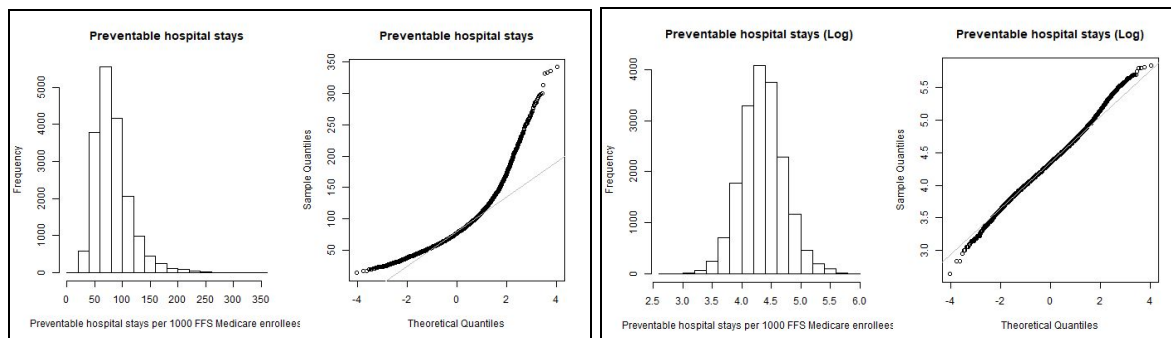 Preventable hospital stays
Frequency
0 1000 2000 3000 4000 5000
0 50 100 150 200 250 300 350
Preventable hospital stays per 1000 FFS Medicare enrollees
Preventable hospital stays
Sample Quantiles
50 100 150 200 250 300 350
-4 -2 0 2 4
Theoretical Quantiles
Preventable hospital stays (Log)
Frequency
0 1000 2000 3000 4000
2.5 3.0 3.5 4.0 4.5 5.0 5.5 6.0
Preventable hospital stays per 1000 FFS Medicare enrollees
Preventable hospital stays (Log)
Sample Quantiles
3.0 3.5 4.0 4.5 5.0 5.5
-4 -2 0 2 4
Theoretical Quantiles